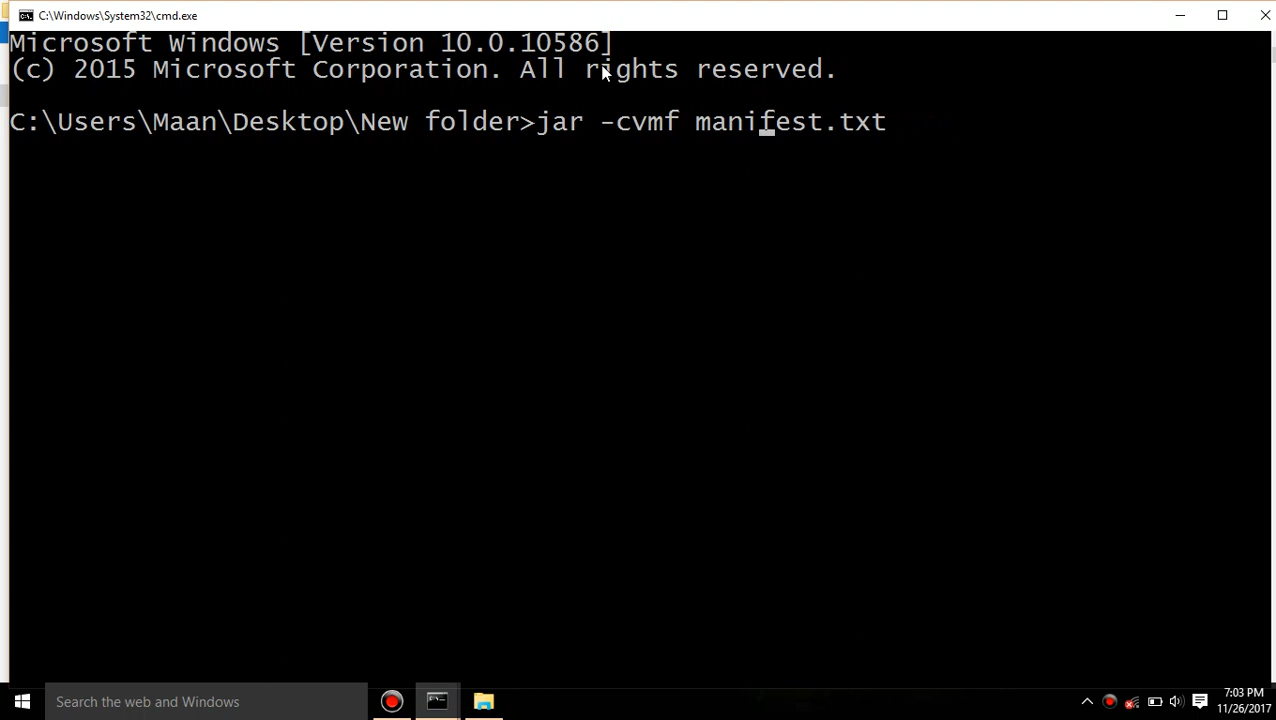 C:\Windows\System32\cmd.exe
Microsoft Windows [Version 10.0.10586]
(c) 2015 Microsoft Corporation. All rights reserved.
C:\Users\Maan\Desktop\New folder>jar -cvmf manifest.txt
Search the web and Windows
7:03 PM
11/26/2017